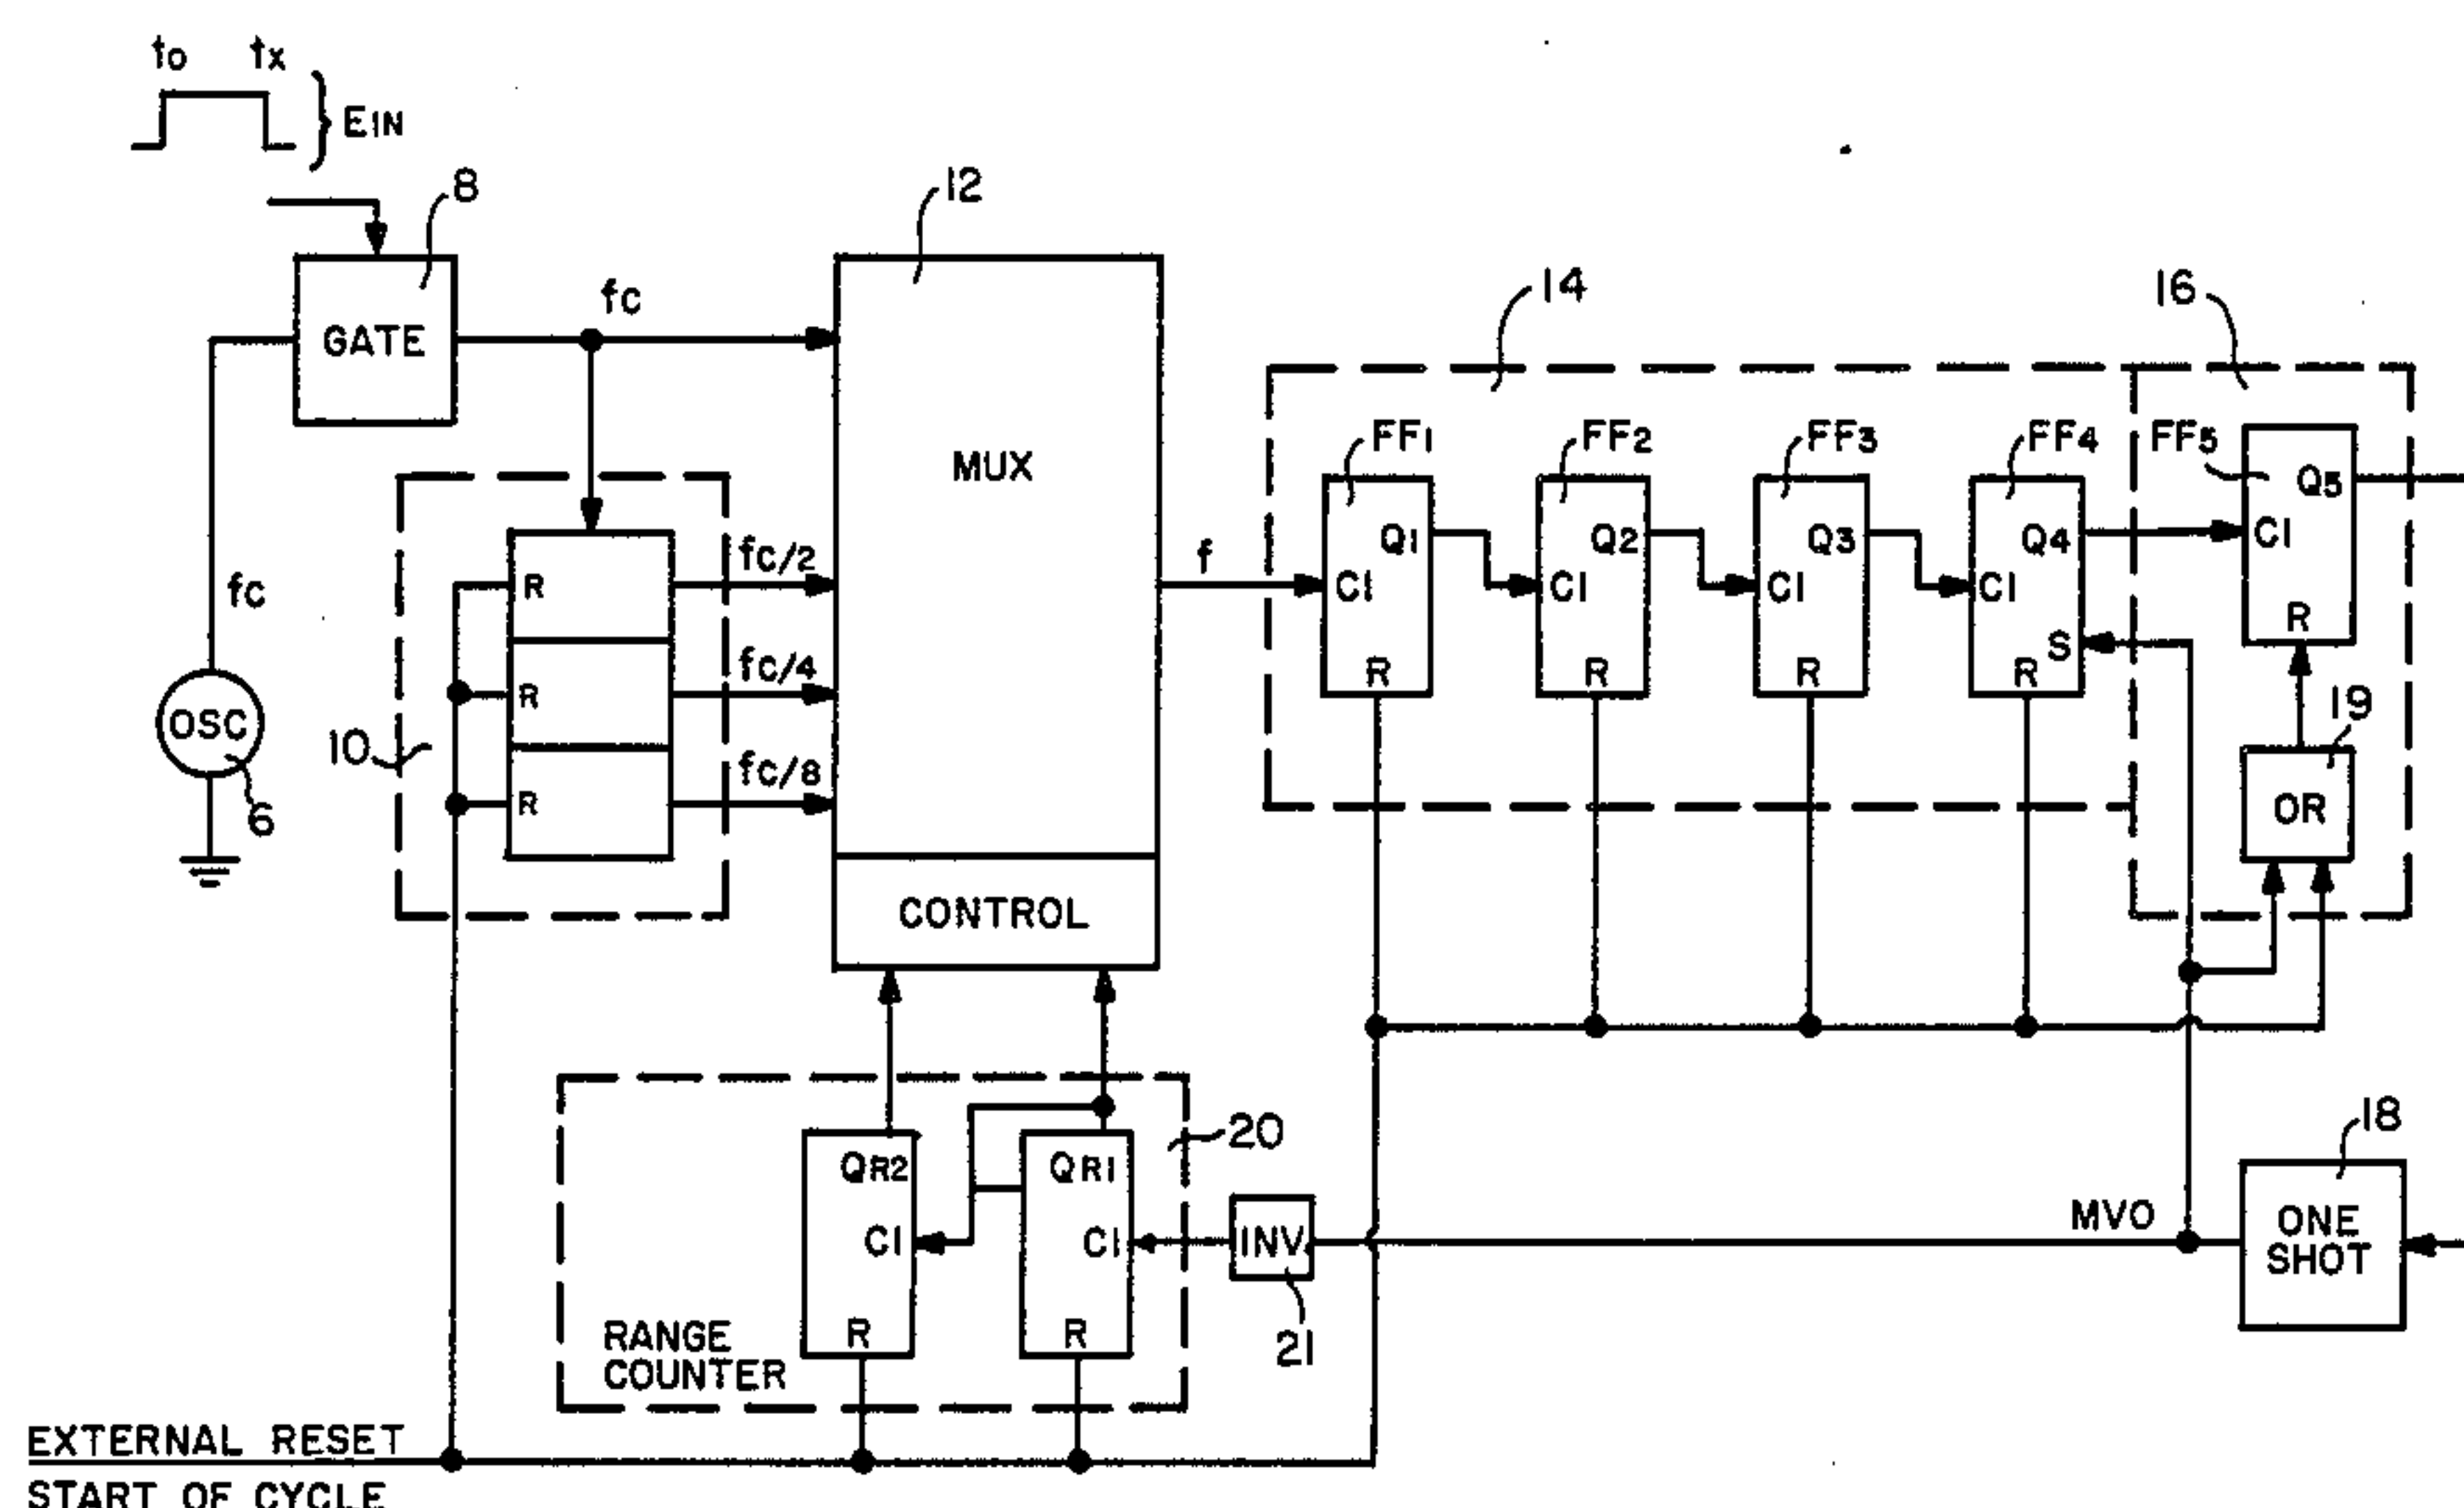 to tx
EIN
8
12
GATE
fc
MUX
14
16
FF1
FF2
FF3
FF4
FF5
Q1
Q2
Q3
Q4
Q5
CI
CI
CI
CI
CI
f
R
R
R
R
S
R
fc
fc/2
fc/4
fc/8
R
R
R
10
OSC
6
19
OR
CONTROL
20
18
QR2
QR1
CI
CI
INV.
MVO
ONE
SHOT
R
R
21
RANGE
COUNTER
EXTERNAL RESET
START OF CYCLE